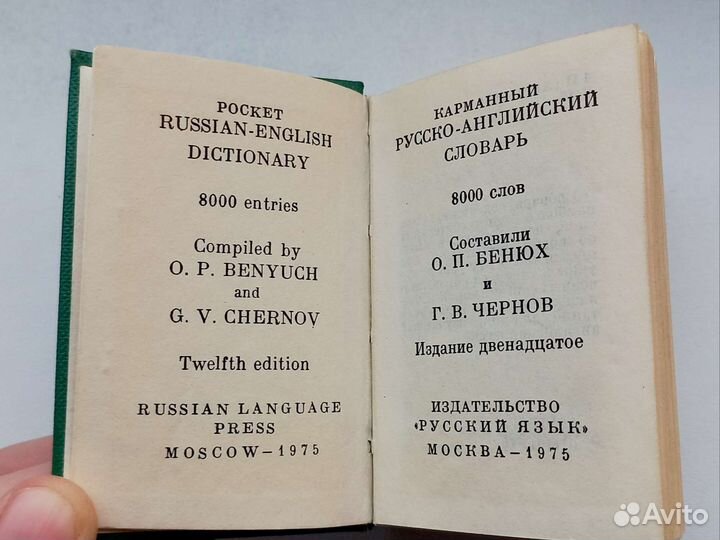 POCKET
RUSSIAN-ENGLISH
DICTIONARY
8000 entries
Compiled by
O. P. BENYUCH
and
G. V. CHERNOV
Twelfth edition
RUSSIAN LANGUAGE
PRESS
MOSCOW—1975
КАРМАННЫЙ
РУССКО-АНГЛИЙСКИЙ
СЛОВАРЬ
8000 слов
Составили
О. П. БЕНЮХ
и
Г. В. ЧЕРНОВ
Издание двенадцатое
ИЗДАТЕЛЬСТВО
«РУССКИЙ ЯЗЫК»
МОСКВА—1975
Avito